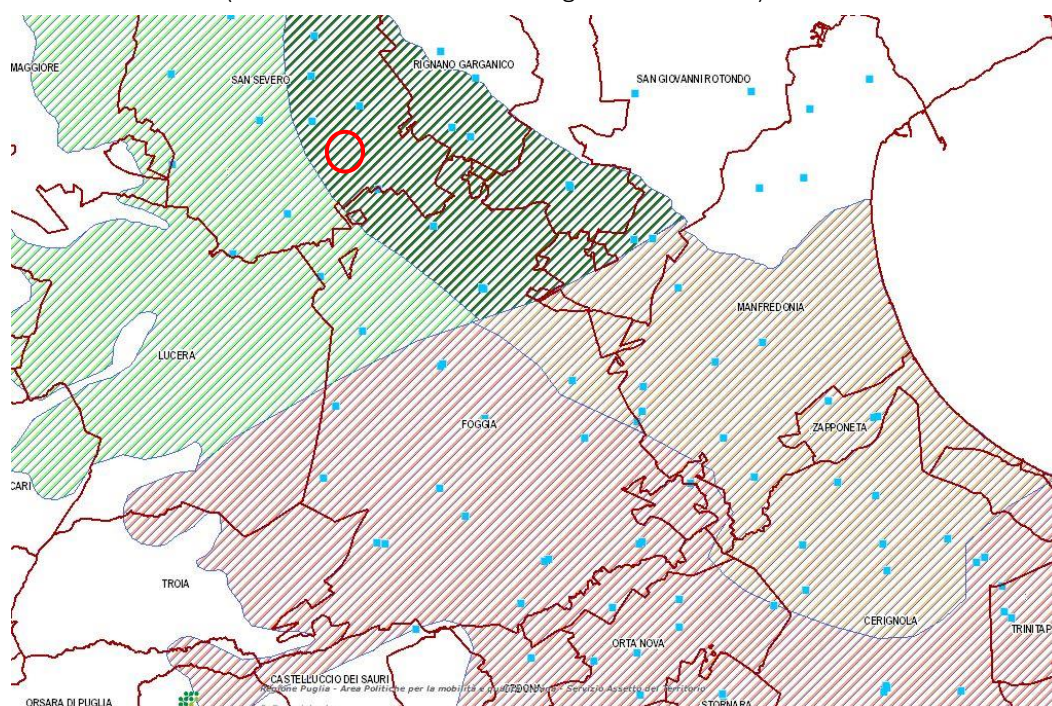 MAGGIORE
SAN SEVERO
RIGNANO GARGANICO
SAN GIOVANNI ROTONDO
MANFREDONIA
LUCERA
FOGGIA
ZAPPONETA
CARI
TROIA
CERIGNOLA
TRINITAP
ORTA NOVA
CASTELLUCCIO DEI SAURI
Regione Puglia - Area Politiche per la mobilità e qualità - Servizio Assetto del Territorio
ORSARA DI PUGLIA
STORNARA